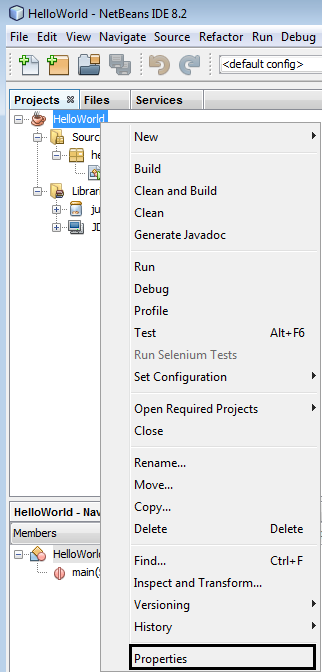 HelloWorld - NetBeans IDE 8.2
File Edit View Navigate Source Refactor Run Debug
<default config>
Projects Files Services
HelloWorld
New
Build
Clean and Build
Clean
Generate Javadoc
Run
Debug
Profile
Test Alt+F6
Run Selenium Tests
Set Configuration
Open Required Projects
Close
Rename...
Move...
Copy...
Delete Delete
Find... Ctrl+F
Inspect and Transform...
Versioning
History
Properties
Sourc
he
Librar
ju
JD
HelloWorld - Nav
Members
HelloWorld
main(s